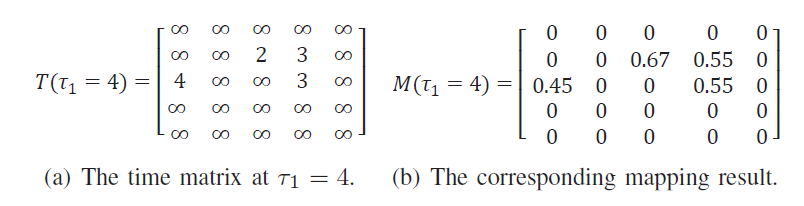 T(τ₁ = 4) = [ ∞ ∞ ∞ ∞ ∞
∞ ∞ 2 3 ∞
4 ∞ ∞ 3 ∞
∞ ∞ ∞ ∞ ∞
∞ ∞ ∞ ∞ ∞ ]
M(τ₁ = 4) = [ 0 0 0 0 0
0 0 0.67 0.55 0
0.45 0 0 0.55 0
0 0 0 0 0
0 0 0 0 0 ]
(a) The time matrix at τ₁ = 4.
(b) The corresponding mapping result.